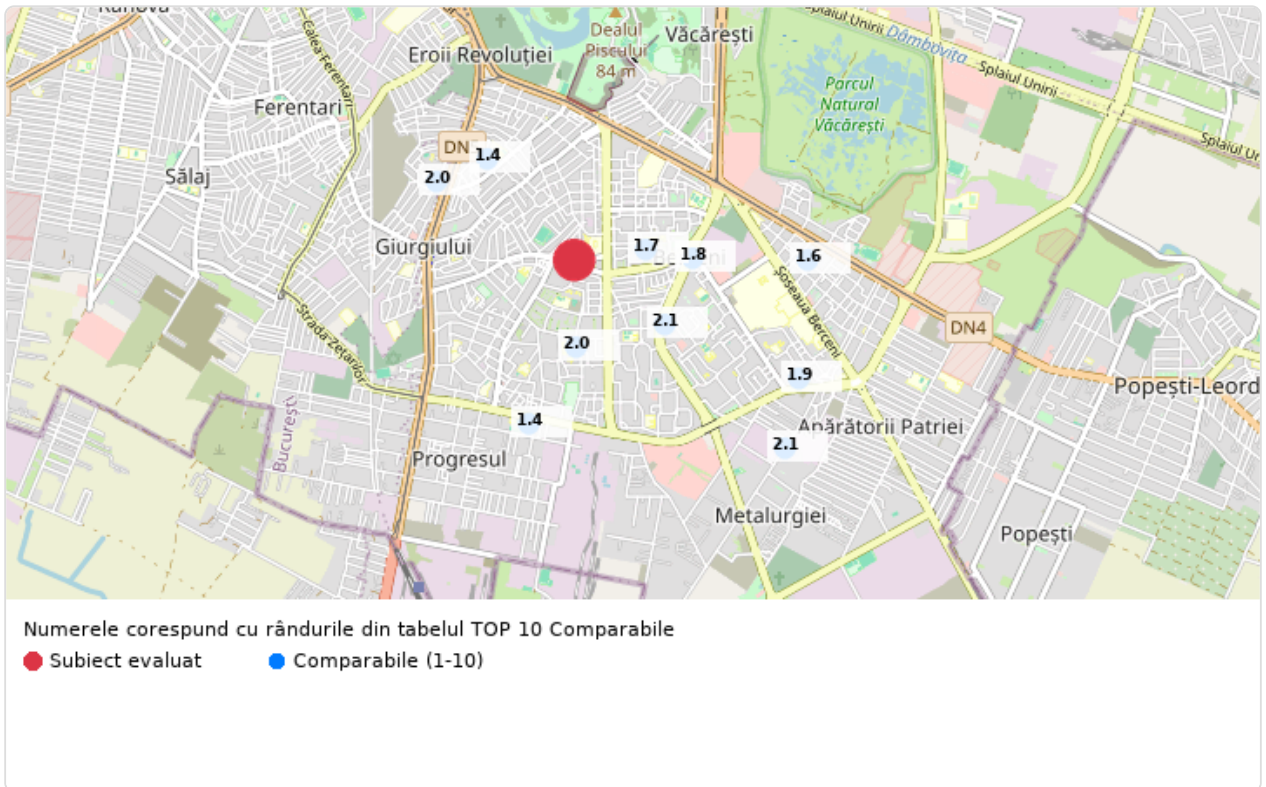 Splaiul Unirii
Dâmbovița
Calea Ferentari
Eroii Revoluției
Dealul
Piscului
84 m
Văcărești
Splaiul Unirii
Ferentari
Parcul
Natural
Văcărești
DN
1.4
2.0
Sălaj
Giurgiului
1.7
1.8
1.6
Șoseaua Berceni
2.1
2.0
DN4
Strada Zețarilor
1.9
Popești-Leord
București
1.4
Apărătorii Patriei
2.1
Progresul
Metalurgiei
Popești
Numerele corespund cu rândurile din tabelul TOP 10 Comparabile
Subiect evaluat
Comparabile (1-10)